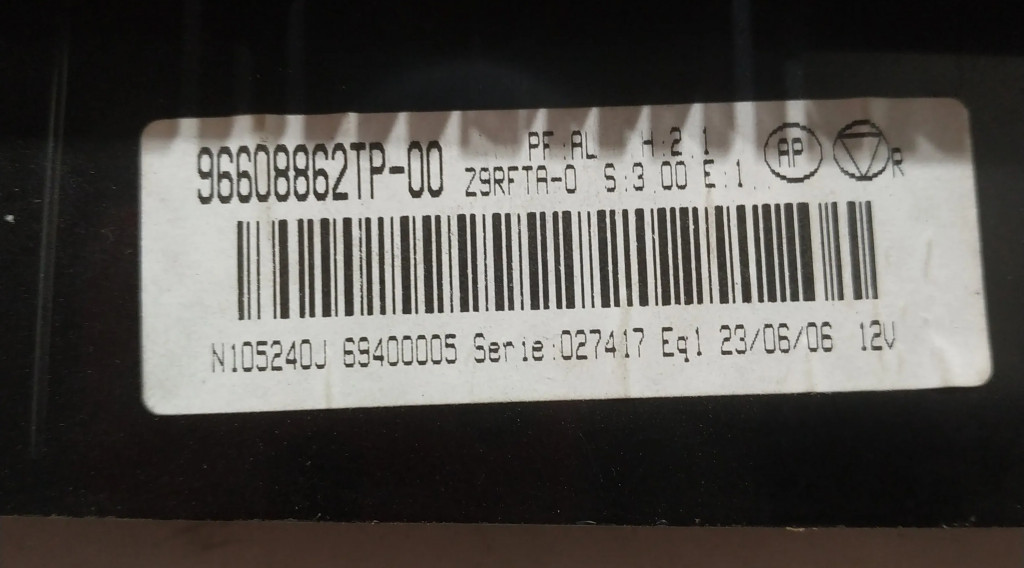 96608862TP-00
PF:AL H:2.1
Z9RFTA-0 S:3.00 E:1
AP
R
N105240J 69400005 Serie:027417 Eq1 23/06/06 12V